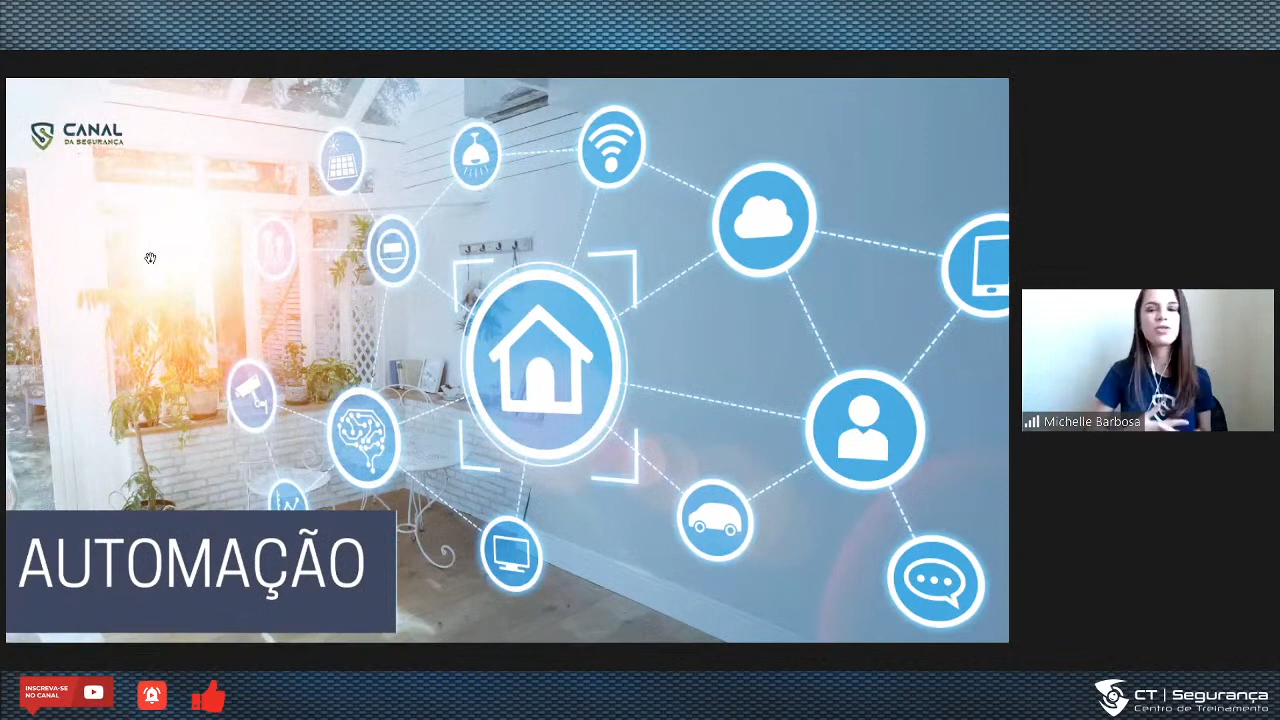 CANAL
DA SEGURANÇA
AUTOMAÇÃO
Michelle Barbosa
INSCREVA-SE
NO CANAL
CT | Segurança
Centro de Treinamento